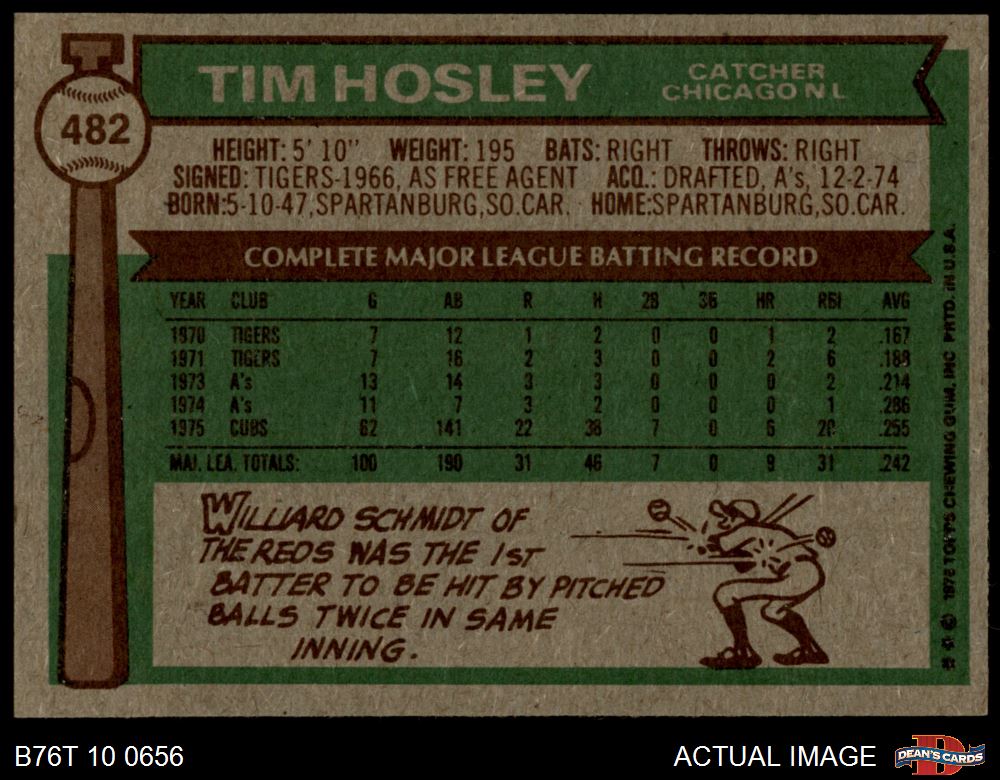 482
TIM HOSLEY
CATCHER
CHICAGO N L
HEIGHT: 5' 10" WEIGHT: 195 BATS: RIGHT THROWS: RIGHT
SIGNED: TIGERS-1966, AS FREE AGENT ACQ.: DRAFTED, A's, 12-2-74
BORN:5-10-47,SPARTANBURG,SO.CAR. HOME:SPARTANBURG,SO.CAR.
COMPLETE MAJOR LEAGUE BATTING RECORD
YEAR CLUB G AB R H 2B 3B HR RBI AVG
1970 TIGERS 7 12 1 2 0 0 1 2 .167
1971 TIGERS 7 16 2 3 0 0 2 6 .188
1973 A's 13 14 3 3 0 0 0 2 .214
1974 A's 11 7 3 2 0 0 0 1 .286
1975 CUBS 62 141 22 36 7 0 6 20 .255
MAJ. LEA. TOTALS: 100 190 31 46 7 0 9 31 .242
WILLIARD SCHMIDT OF
THE REDS WAS THE 1ST
BATTER TO BE HIT BY PITCHED
BALLS TWICE IN SAME
INNING.
© 1976 TOPPS CHEWING GUM, INC PRTD. IN U.S.A.
B76T 10 0656
ACTUAL IMAGE
DEAN'S CARDS